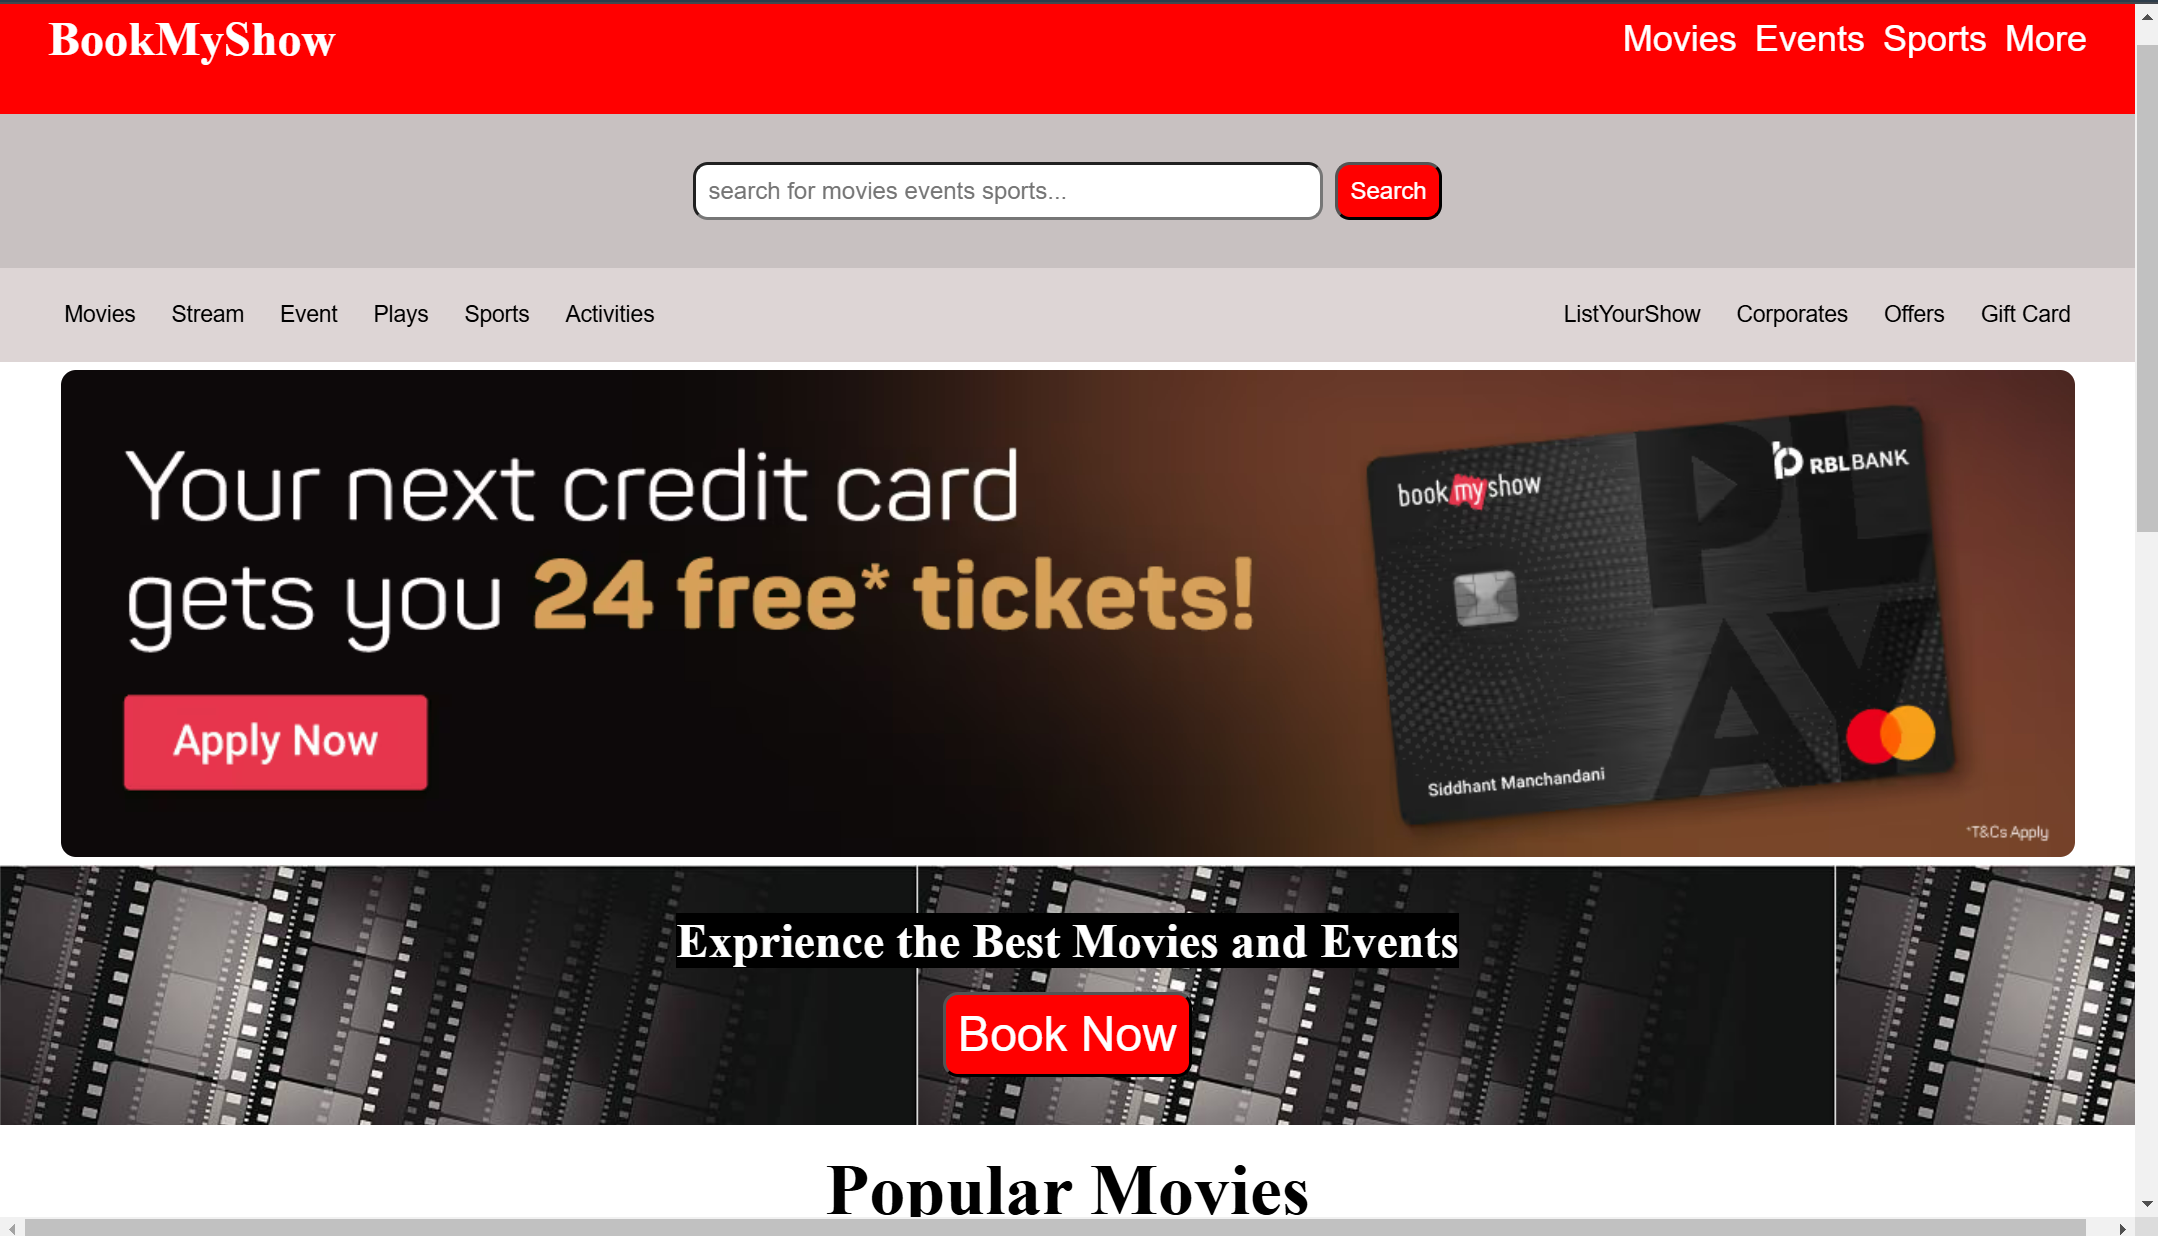 BookMyShow
Movies Events Sports More
search for movies events sports...
Search
Movies Stream Event Plays Sports Activities
ListYourShow Corporates Offers Gift Card
Your next credit card
gets you 24 free* tickets!
Apply Now
book my show
RBL BANK
PL
AY
Siddhant Manchandani
*T&Cs Apply
Exprience the Best Movies and Events
Book Now
Popular Movies